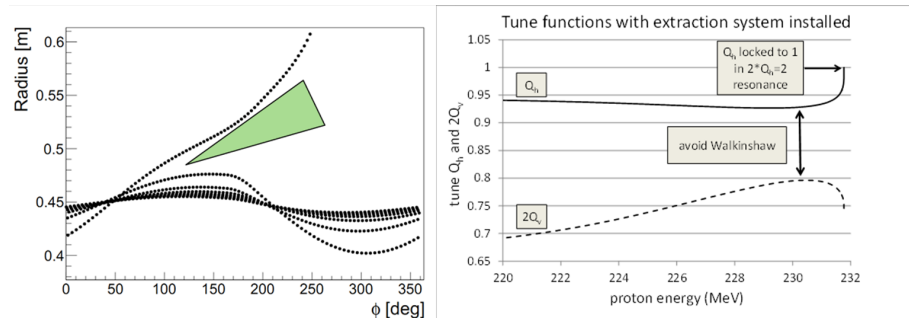 Radius [m]
0.6
0.55
0.5
0.45
0.4
0 50 100 150 200 250 300 350
ϕ [deg]
Tune functions with extraction system installed
tune Qh and 2Qv
1.05
1
0.95
0.9
0.85
0.8
0.75
0.7
0.65
Qh locked to 1
in 2*Qh=2
resonance
Qh
avoid Walkinshaw
2Qv
220 222 224 226 228 230 232
proton energy (MeV)